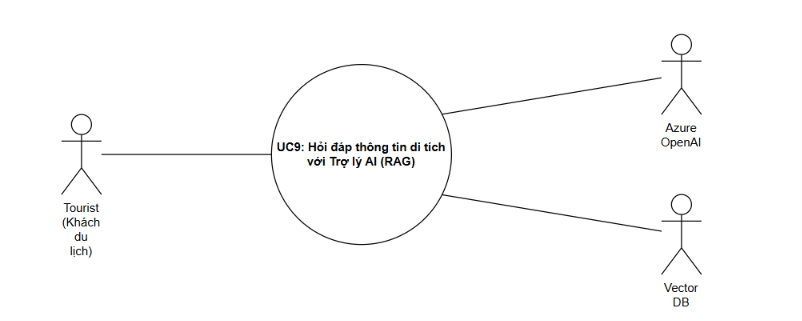 UC9: Hỏi đáp thông tin di tích
với Trợ lý AI (RAG)
Tourist
(Khách
du
lịch)
Azure
OpenAI
Vector
DB